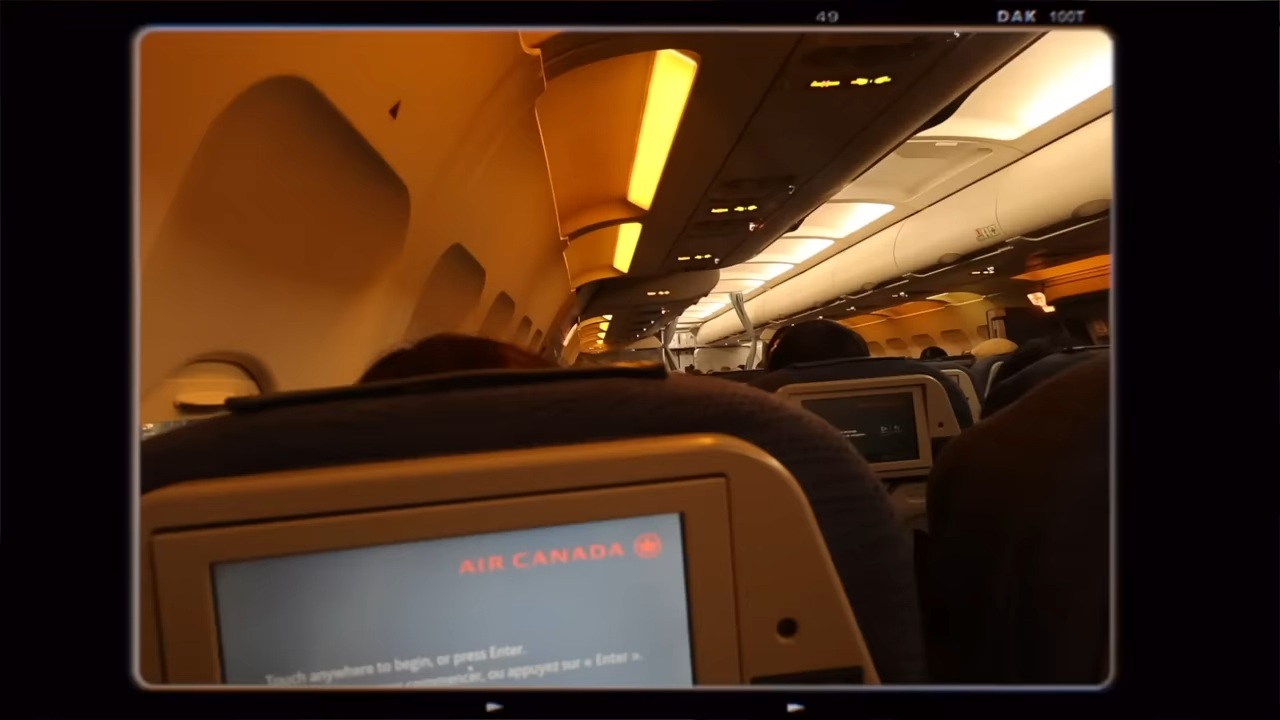 49 DAK 100T
AIR CANADA
Touch anywhere to begin, or press Enter.
commencer, ou appuyez sur « Enter ».